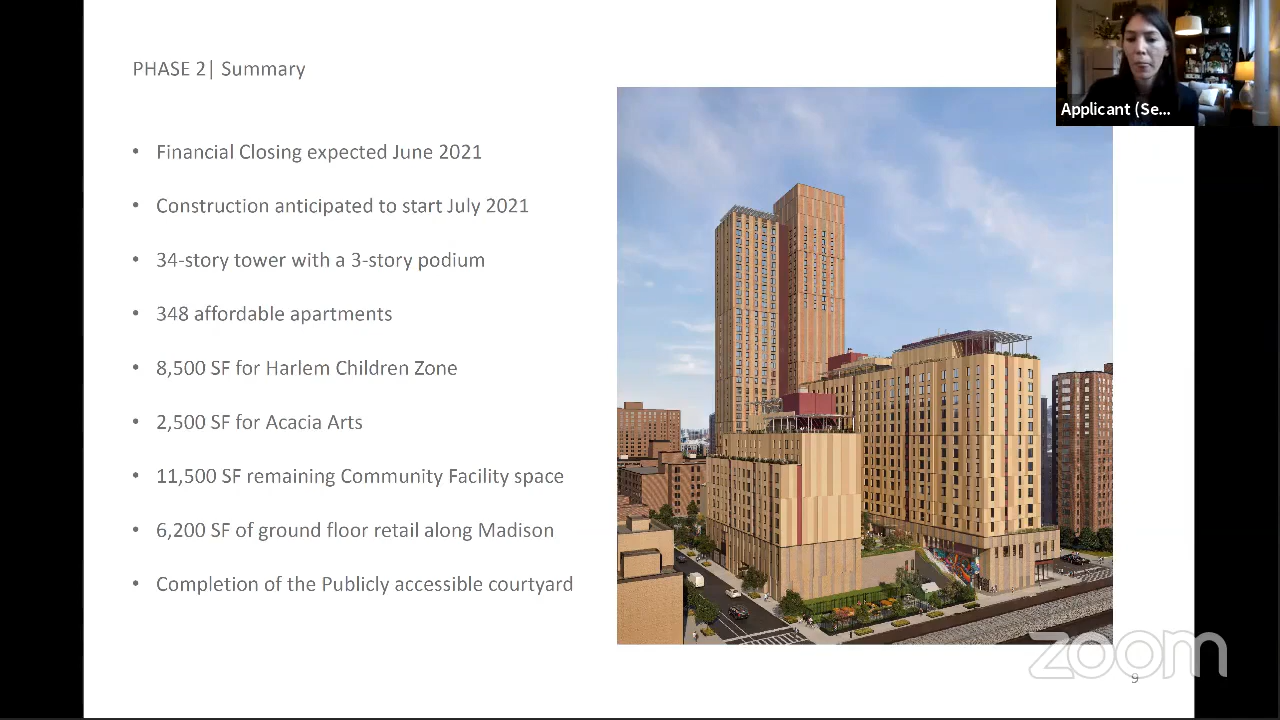 PHASE 2| Summary
Applicant (Se...
• Financial Closing expected June 2021
• Construction anticipated to start July 2021
• 34-story tower with a 3-story podium
• 348 affordable apartments
• 8,500 SF for Harlem Children Zone
• 2,500 SF for Acacia Arts
• 11,500 SF remaining Community Facility space
• 6,200 SF of ground floor retail along Madison
• Completion of the Publicly accessible courtyard
zoom
9